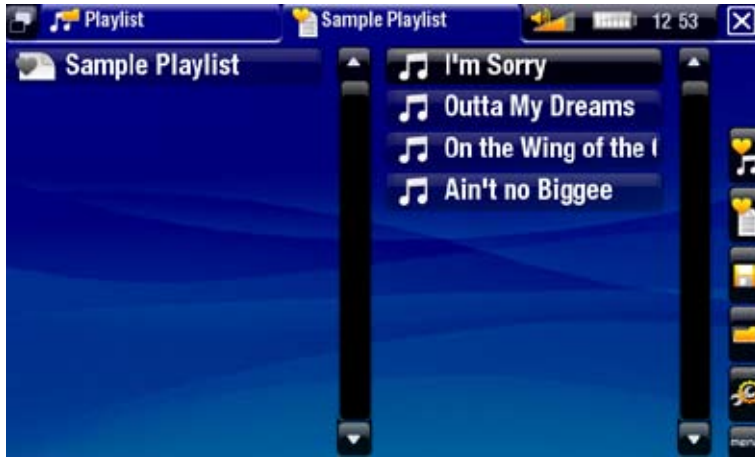 Playlist
Sample Playlist
12 53
Sample Playlist
I'm Sorry
Outta My Dreams
On the Wing of the
Ain't no Biggee
menu